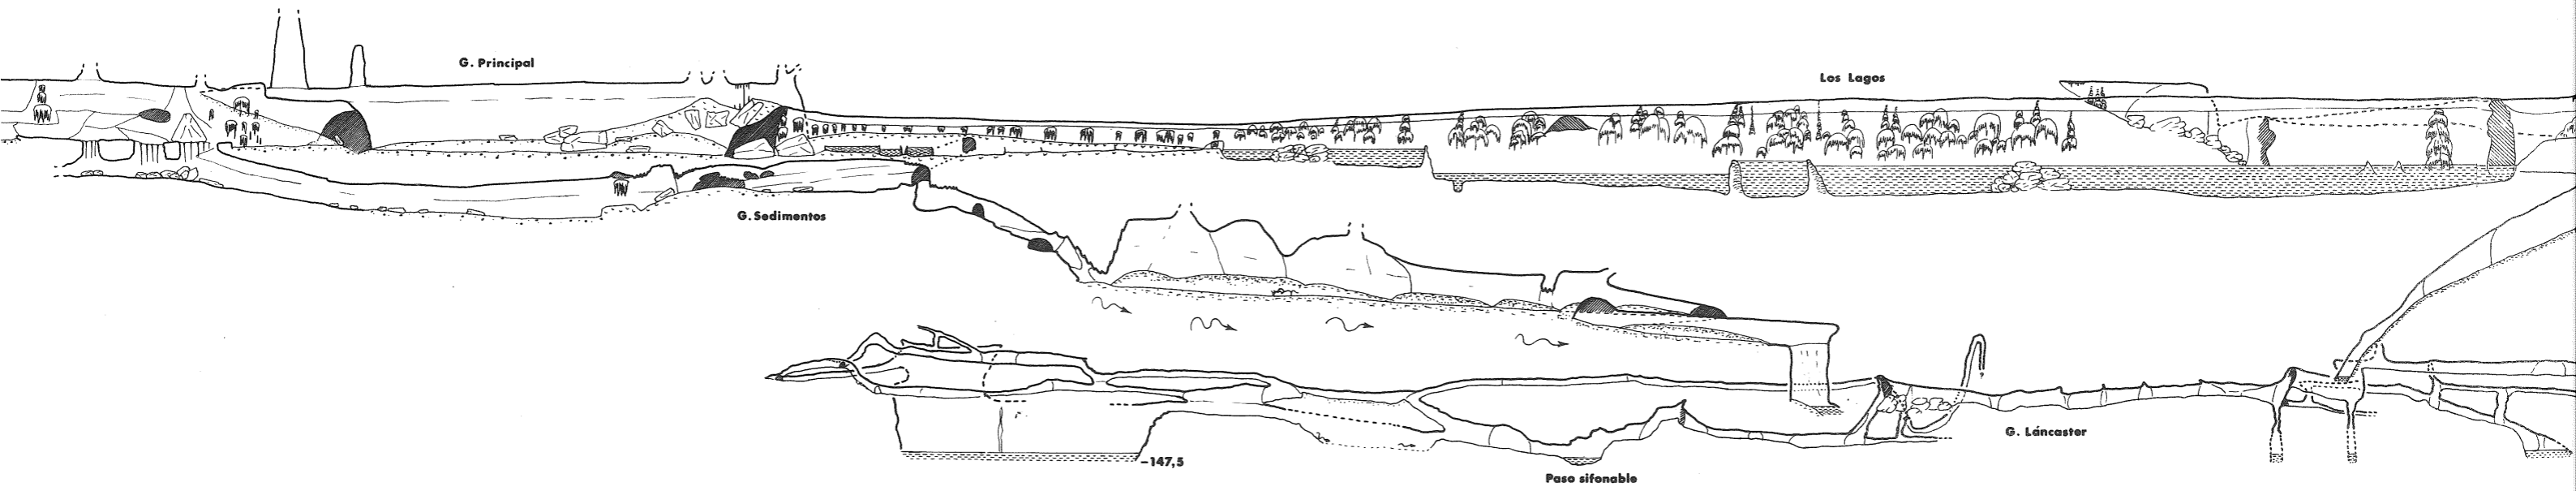 G. Principal
Los Lagos
G. Sedimentos
G. Láncaster
–147,5
Paso sifonable